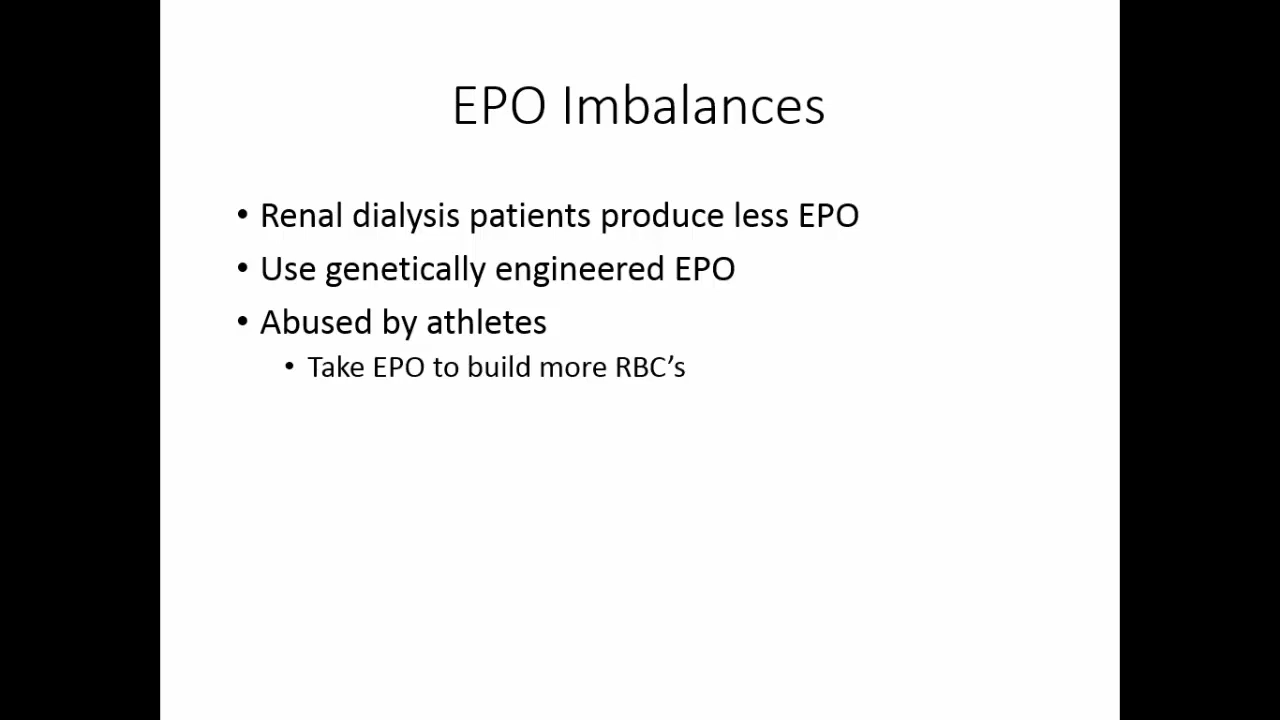 EPO Imbalances
• Renal dialysis patients produce less EPO
• Use genetically engineered EPO
• Abused by athletes
• Take EPO to build more RBC’s